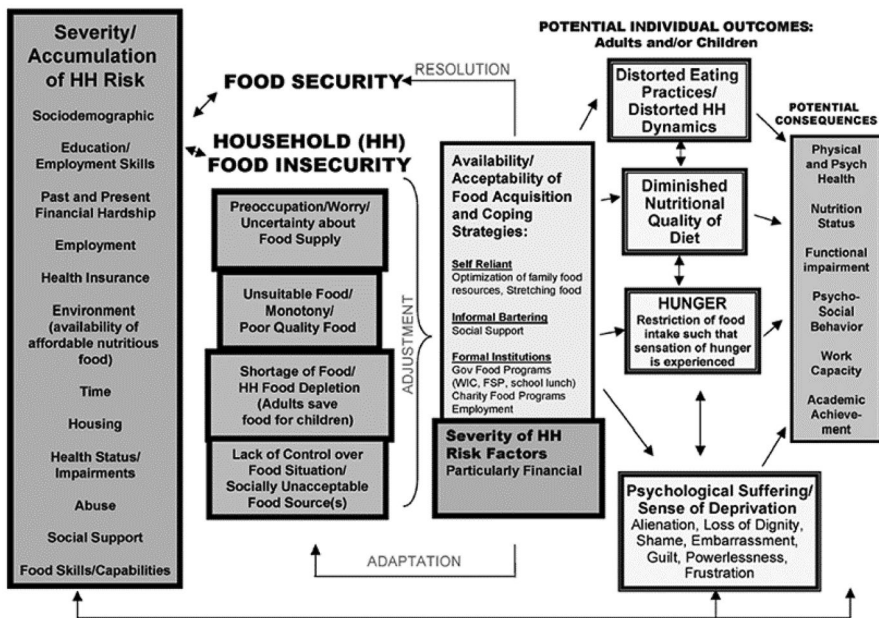 Severity/
Accumulation
of HH Risk
Sociodemographic
Education/
Employment Skills
Past and Present
Financial Hardship
Employment
Health Insurance
Environment
(availability of
affordable nutritious
food)
Time
Housing
Health Status/
Impairments
Abuse
Social Support
Food Skills/Capabilities
FOOD SECURITY
RESOLUTION
HOUSEHOLD (HH)
FOOD INSECURITY
Preoccupation/Worry/
Uncertainty about
Food Supply
Unsuitable Food/
Monotony/
Poor Quality Food
Shortage of Food/
HH Food Depletion
(Adults save
food for children)
Lack of Control over
Food Situation/
Socially Unacceptable
Food Source(s)
ADJUSTMENT
ADAPTATION
Availability/
Acceptability of
Food Acquisition
and Coping
Strategies:
Self Reliant
Optimization of family food
resources, Stretching food
Informal Bartering
Social Support
Formal Institutions
Gov Food Programs
(WIC, FSP, school lunch)
Charity Food Programs
Employment
Severity of HH
Risk Factors
Particularly Financial
POTENTIAL INDIVIDUAL OUTCOMES:
Adults and/or Children
Distorted Eating
Practices/
Distorted HH
Dynamics
Diminished
Nutritional
Quality of
Diet
HUNGER
Restriction of food
intake such that
sensation of hunger
is experienced
Psychological Suffering/
Sense of Deprivation
Alienation, Loss of Dignity,
Shame, Embarrassment,
Guilt, Powerlessness,
Frustration
POTENTIAL
CONSEQUENCES
Physical
and Psych
Health
Nutrition
Status
Functional
impairment
Psycho-
Social
Behavior
Work
Capacity
Academic
Achieve-
ment